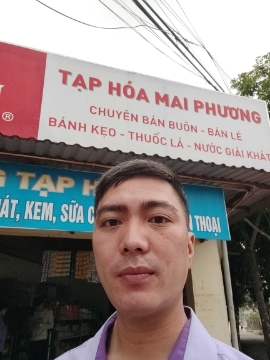 ®
TẠP HÓA MAI PHƯƠNG
CHUYÊN BÁN BUÔN - BÁN LẺ
BÁNH KẸO - THUỐC LÁ - NƯỚC GIẢI KHÁT
TẠP H
KEM, SỮA C
THOẠI